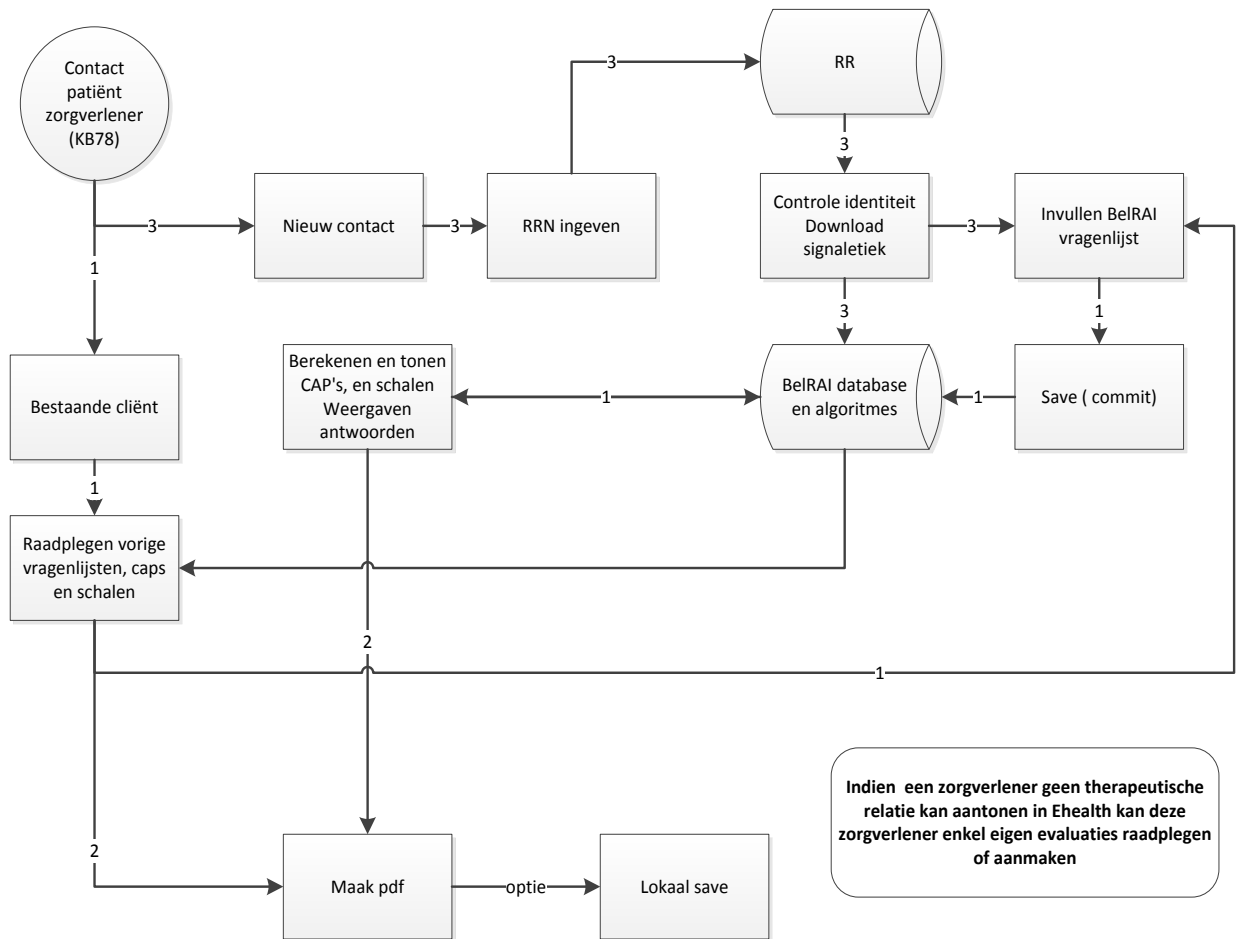 Contact
patiënt
zorgverlener
(KB78)
RR
3
3
3
Nieuw contact
3
RRN ingeven
Controle identiteit
Download
signaletiek
3
Invullen BelRAI
vragenlijst
1
3
1
Bestaande cliënt
Berekenen en tonen
CAP's, en schalen
Weergaven
antwoorden
1
BelRAI database
en algoritmes
1
Save ( commit)
1
Raadplegen vorige
vragenlijsten, caps
en schalen
2
1
Indien een zorgverlener geen therapeutische
relatie kan aantonen in Ehealth kan deze
zorgverlener enkel eigen evaluaties raadplegen
of aanmaken
2
Maak pdf
optie
Lokaal save